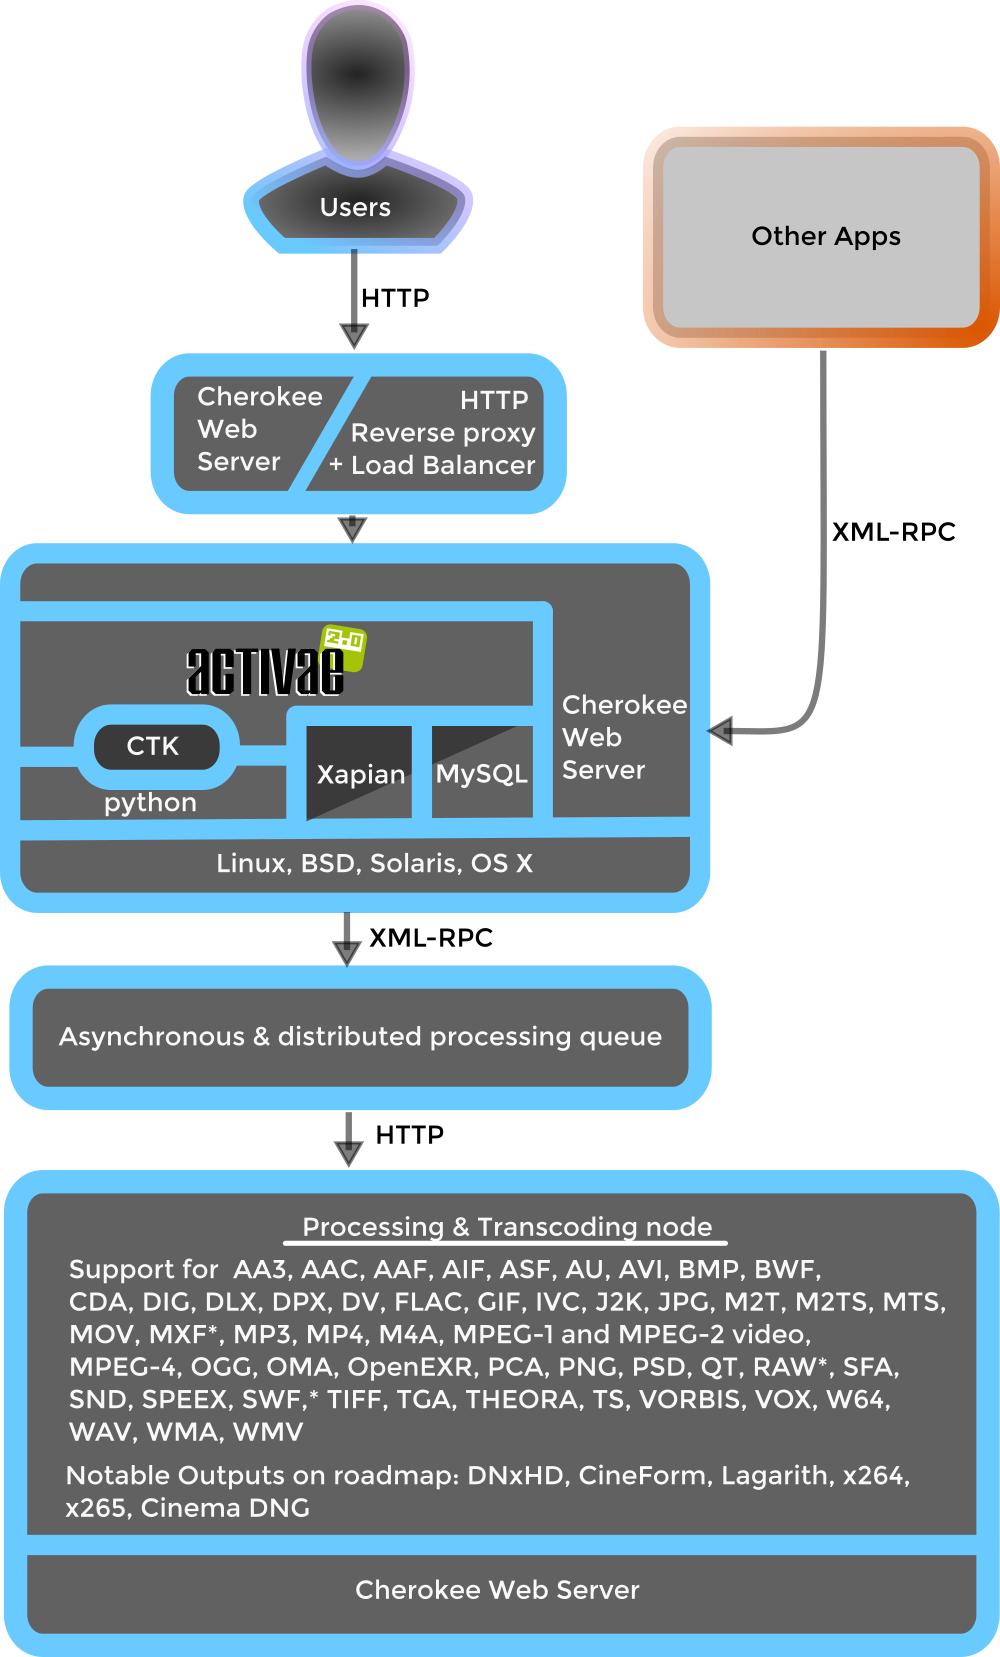 Users
Other Apps
HTTP
Cherokee
Web
Server
HTTP
Reverse proxy
+ Load Balancer
XML-RPC
activae 2.0
Cherokee
Web
Server
CTK
python
Xapian
MySQL
Linux, BSD, Solaris, OS X
XML-RPC
Asynchronous & distributed processing queue
HTTP
Processing & Transcoding node
Support for AA3, AAC, AAF, AIF, ASF, AU, AVI, BMP, BWF,
CDA, DIG, DLX, DPX, DV, FLAC, GIF, IVC, J2K, JPG, M2T, M2TS, MTS,
MOV, MXF*, MP3, MP4, M4A, MPEG-1 and MPEG-2 video,
MPEG-4, OGG, OMA, OpenEXR, PCA, PNG, PSD, QT, RAW*, SFA,
SND, SPEEX, SWF,* TIFF, TGA, THEORA, TS, VORBIS, VOX, W64,
WAV, WMA, WMV
Notable Outputs on roadmap: DNxHD, CineForm, Lagarith, x264,
x265, Cinema DNG
Cherokee Web Server